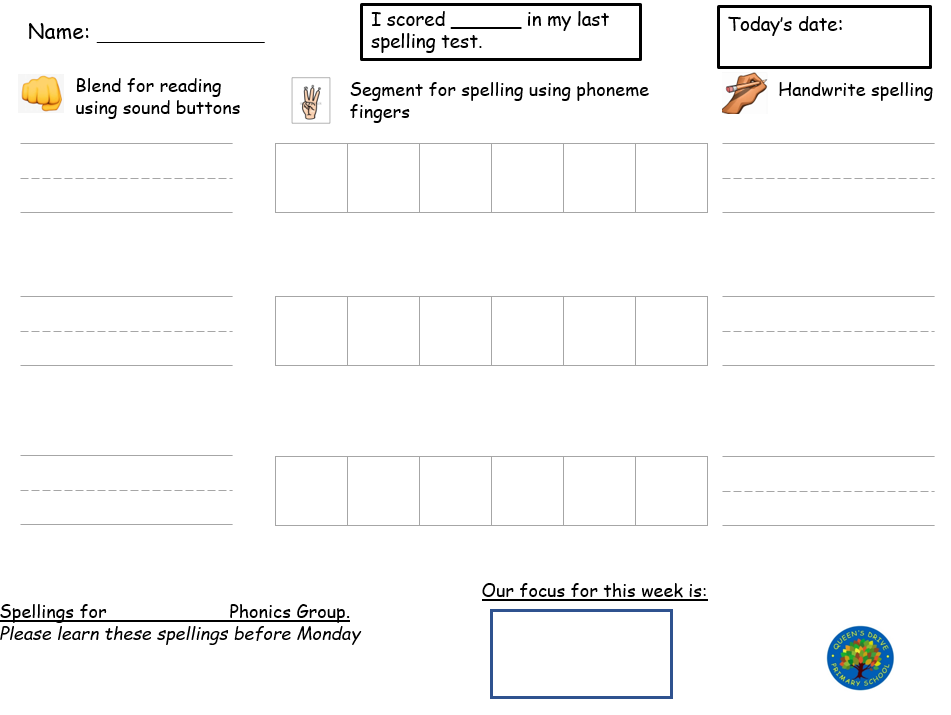 Name: _______________
I scored ______ in my last
spelling test.
Today's date:
Blend for reading
using sound buttons
Segment for spelling using phoneme
fingers
Handwrite spelling
Our focus for this week is:
Spellings for ____________ Phonics Group.
Please learn these spellings before Monday
QUEEN'S DRIVE
PRIMARY SCHOOL